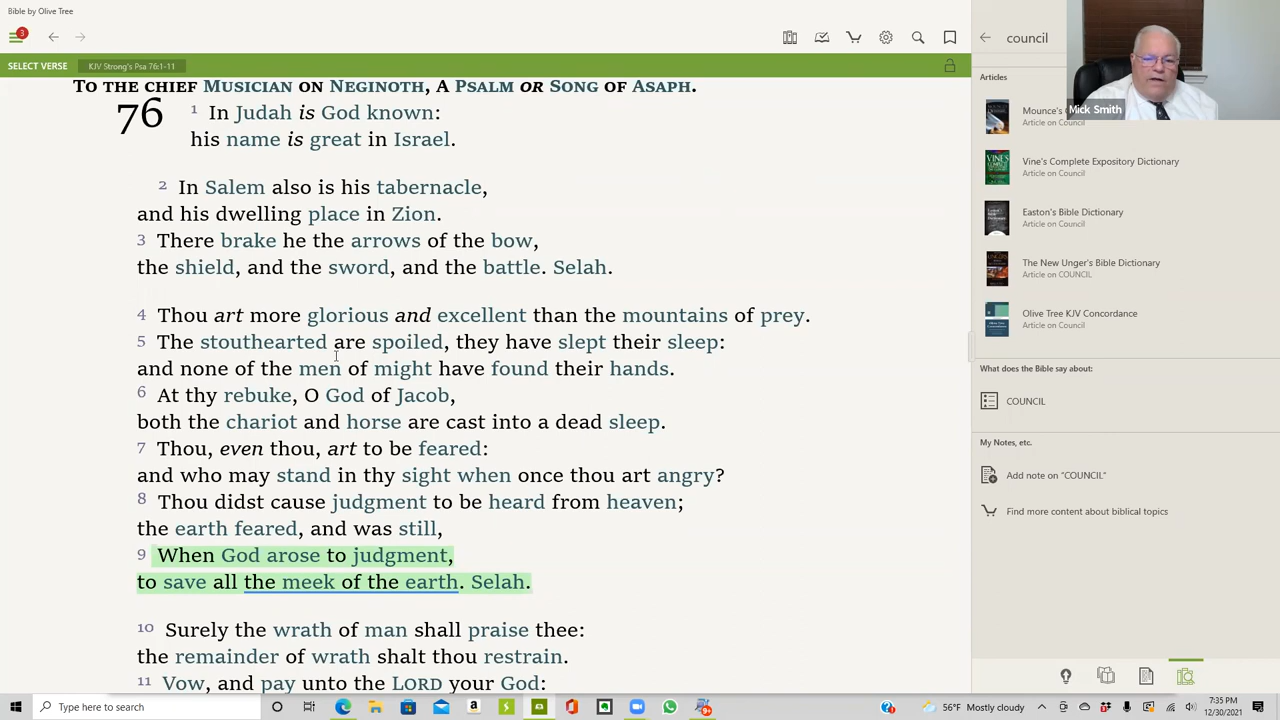 Bible by Olive Tree
3
SELECT VERSE KJV Strong's Psa 76:1-11
TO THE CHIEF MUSICIAN ON NEGINOTH, A PSALM OR SONG OF ASAPH.
76
1 In Judah is God known:
his name is great in Israel.
2 In Salem also is his tabernacle,
and his dwelling place in Zion.
3 There brake he the arrows of the bow,
the shield, and the sword, and the battle. Selah.
4 Thou art more glorious and excellent than the mountains of prey.
5 The stouthearted are spoiled, they have slept their sleep:
and none of the men of might have found their hands.
6 At thy rebuke, O God of Jacob,
both the chariot and horse are cast into a dead sleep.
7 Thou, even thou, art to be feared:
and who may stand in thy sight when once thou art angry?
8 Thou didst cause judgment to be heard from heaven;
the earth feared, and was still,
9 When God arose to judgment,
to save all the meek of the earth. Selah.
10 Surely the wrath of man shall praise thee:
the remainder of wrath shalt thou restrain.
11 Vow, and pay unto the LORD your God:
council
Articles
Mounce's
Article on Council
Mick Smith
Vine's Complete Expository Dictionary
Article on Council
Easton's Bible Dictionary
Article on Council
The New Unger's Bible Dictionary
Article on COUNCIL
Olive Tree KJV Concordance
Article on Council
What does the Bible say about:
COUNCIL
My Notes, etc.
Add note on "COUNCIL"
Find more content about biblical topics
Type here to search
56°F Mostly cloudy
7:35 PM
12/30/2021